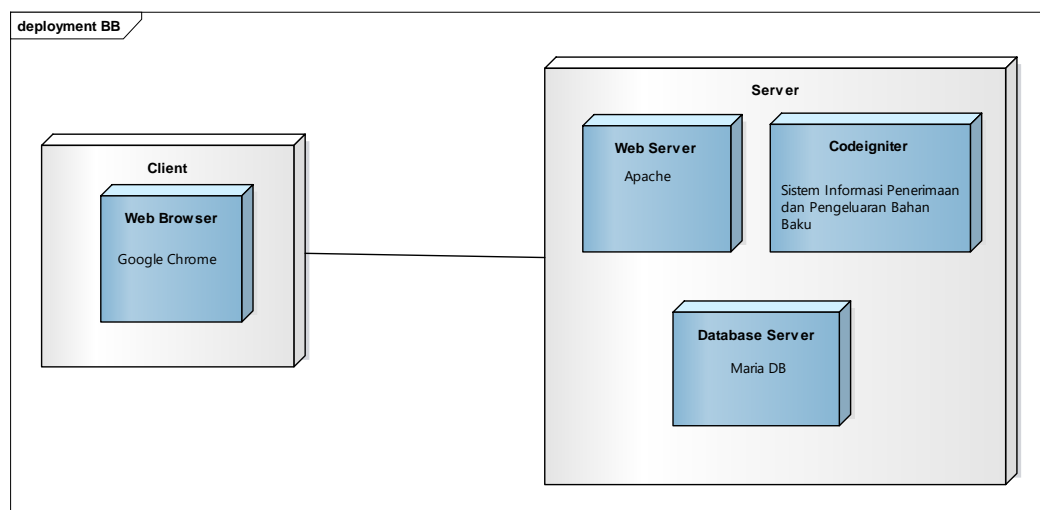 deployment BB
Client
Web Browser
Google Chrome
Server
Web Server
Apache
Codeigniter
Sistem Informasi Penerimaan
dan Pengeluaran Bahan
Baku
Database Server
Maria DB